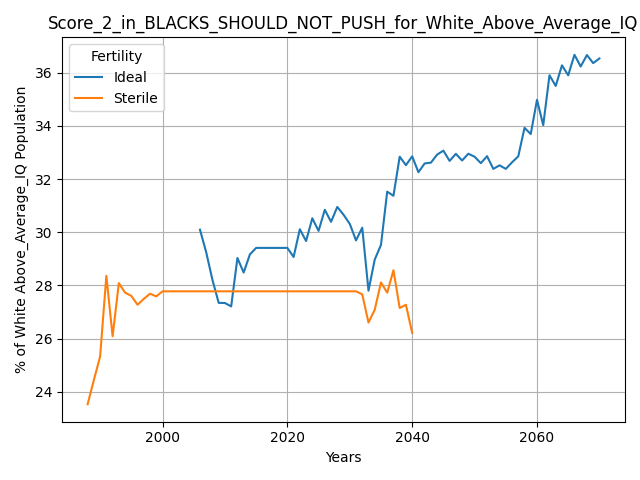 Score_2_in_BLACKS_SHOULD_NOT_PUSH_for_White_Above_Average_IQ
Fertility
Ideal
Sterile
% of White Above_Average_IQ Population
36
34
32
30
28
26
24
2000
2020
2040
2060
Years